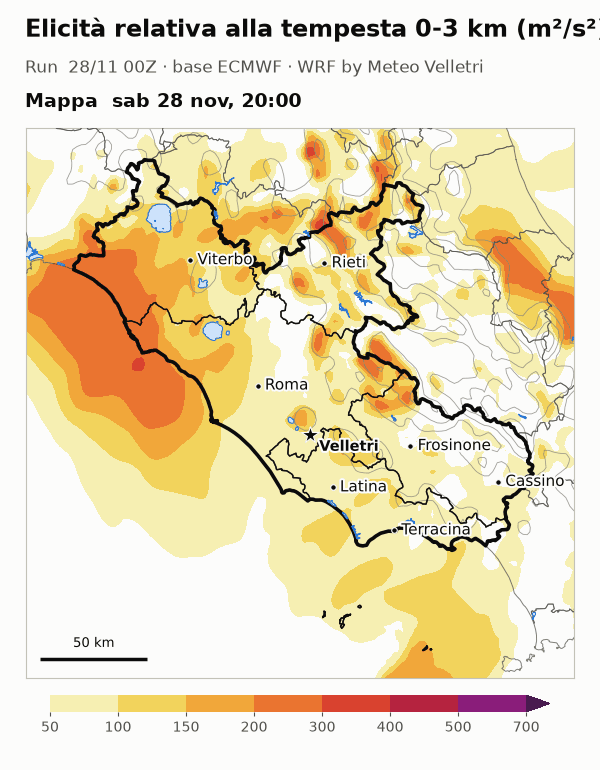 Elicità relativa alla tempesta 0-3 km (m²/s²)
Run 28/11 00Z · base ECMWF · WRF by Meteo Velletri
Mappa sab 28 nov, 20:00
Viterbo
Rieti
Roma
Velletri
Frosinone
Latina
Cassino
Terracina
50 km
50 100 150 200 300 400 500 700